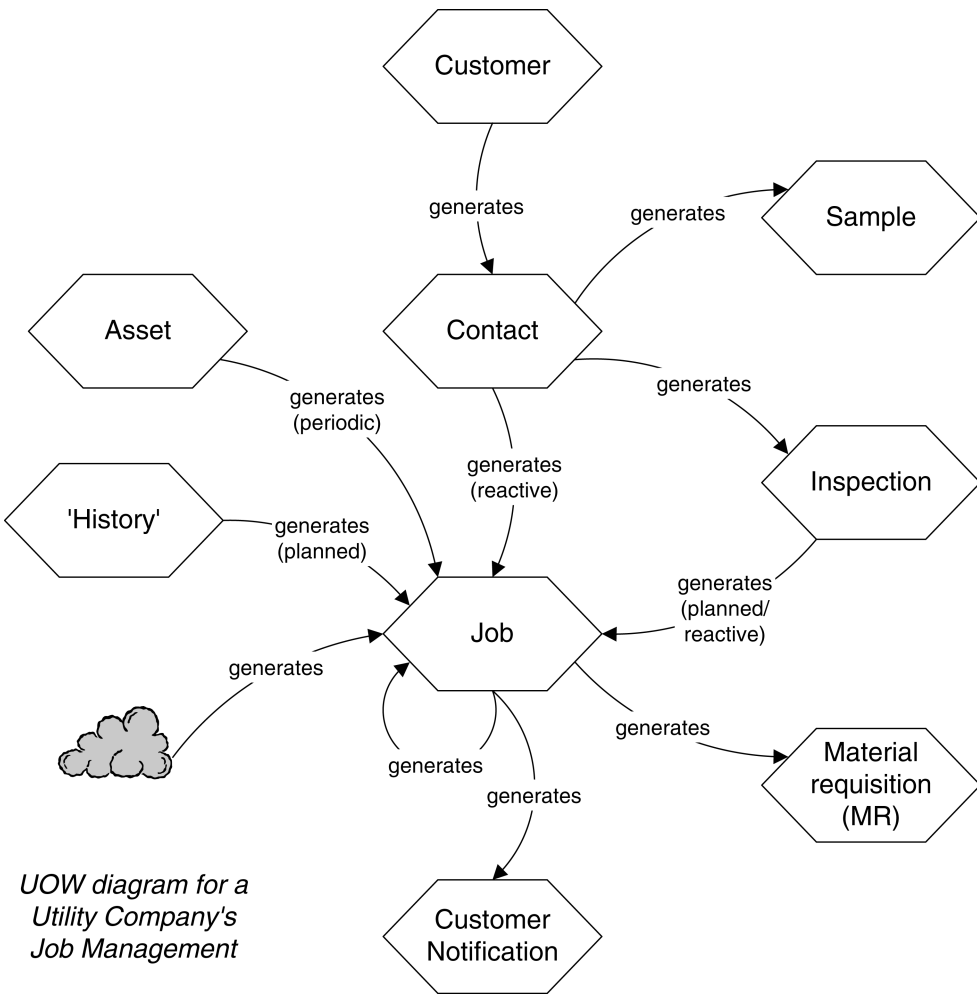 Customer
generates
generates
Sample
Asset
Contact
generates
(periodic)
generates
generates
(reactive)
Inspection
'History'
generates
(planned)
generates
(planned/
reactive)
Job
generates
generates
generates
generates
Material
requisition
(MR)
UOW diagram for a
Utility Company's
Job Management
Customer
Notification